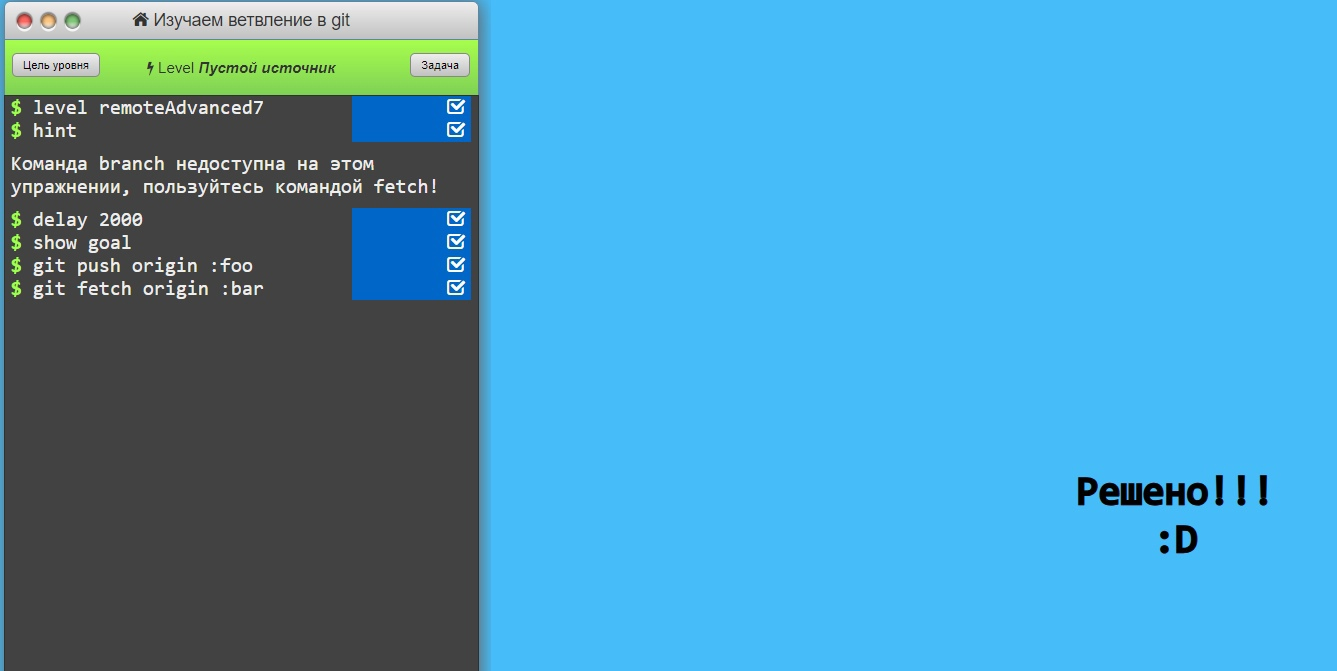 Изучаем ветвление в git
Цель уровня
Level Пустой источник
Задача
$ level remoteAdvanced7
$ hint
Команда branch недоступна на этом
упражнении, пользуйтесь командой fetch!
$ delay 2000
$ show goal
$ git push origin :foo
$ git fetch origin :bar
Решено!!!
:D